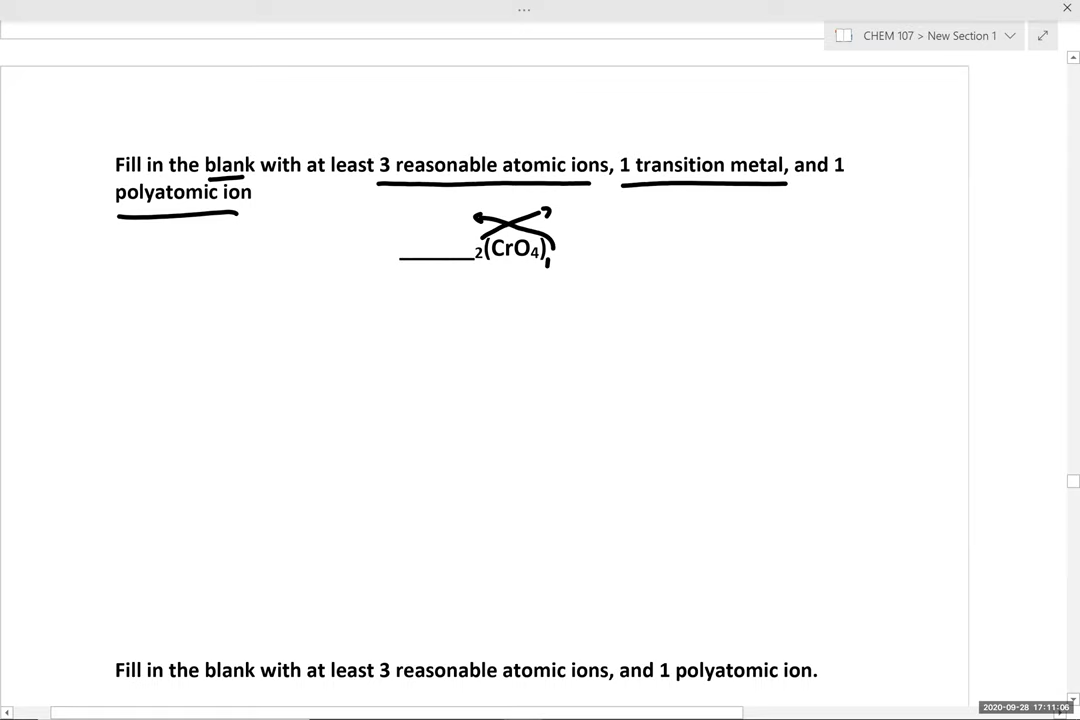 ...
CHEM 107 > New Section 1
Fill in the blank with at least 3 reasonable atomic ions, 1 transition metal, and 1
polyatomic ion
______₂(CrO₄)₁
Fill in the blank with at least 3 reasonable atomic ions, and 1 polyatomic ion.
2020-09-28 17:11:06